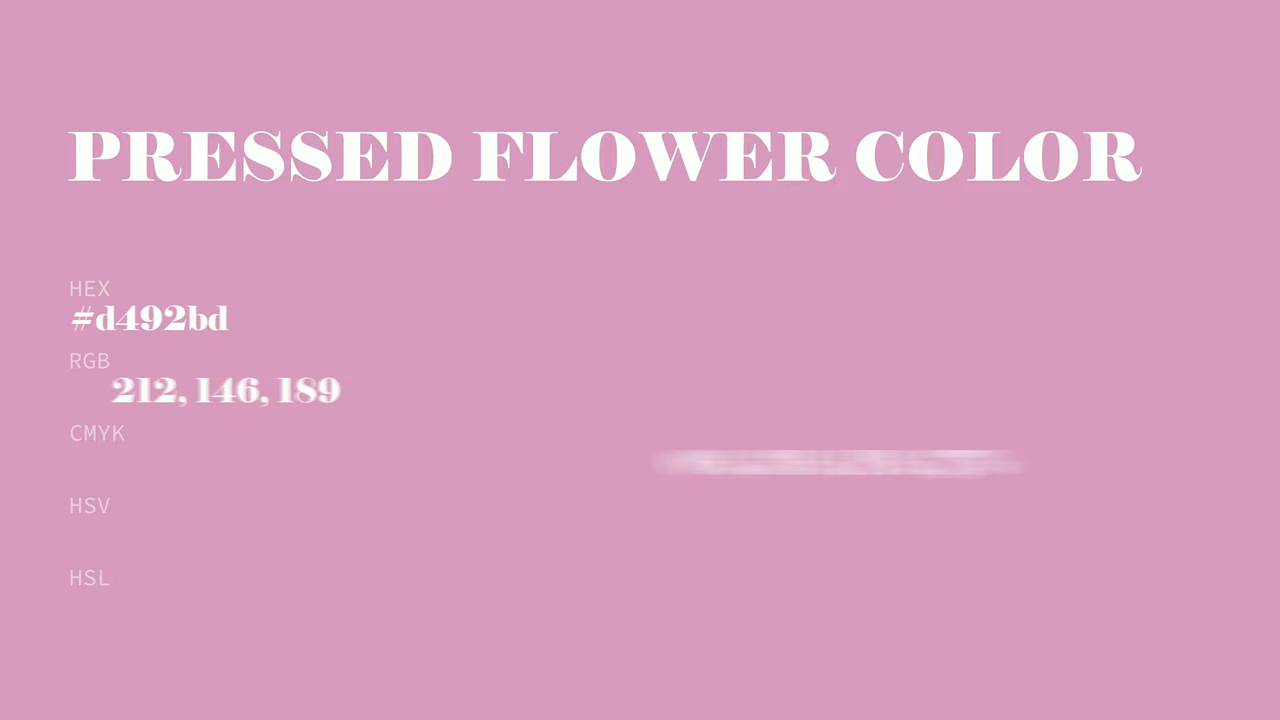 PRESSED FLOWER COLOR
HEX
#d492bd
RGB
212, 146, 189
CMYK
HSV
HSL